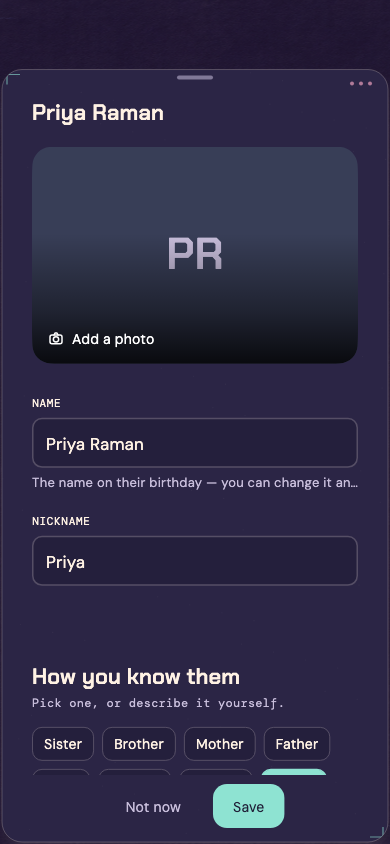 Priya Raman
PR
Add a photo
NAME
Priya Raman
The name on their birthday — you can change it an…
NICKNAME
Priya
How you know them
Pick one, or describe it yourself.
Sister Brother Mother Father
Not now Save